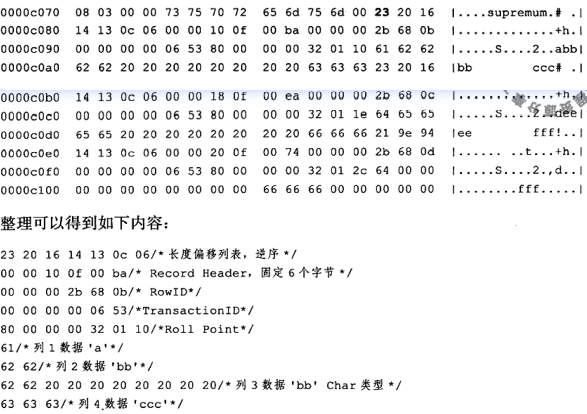 0000c070 08 03 00 00 73 75 70 72 65 6d 75 6d 00 23 20 16 |....supremum.# .|
0000c080 14 13 0c 06 00 00 10 0f 00 ba 00 00 00 2b 68 0b |.............+h.|
0000c090 00 00 00 00 06 53 80 00 00 00 32 01 10 61 62 62 |.....S....2..abb|
0000c0a0 62 62 20 20 20 20 20 20 20 20 63 63 63 23 20 16 |bb        ccc# .|
0000c0b0 14 13 0c 06 00 00 18 0f 00 ea 00 00 00 2b 68 0c |.............+h.|
0000c0c0 00 00 00 00 06 53 80 00 00 00 32 01 1e 64 65 65 |.....S....2..dee|
0000c0d0 65 65 20 20 20 20 20 20 20 20 66 66 66 21 9e 94 |ee        fff!..|
0000c0e0 14 13 0c 06 00 00 20 0f 00 74 00 00 00 2b 68 0d |...... ..t...+h.|
0000c0f0 00 00 00 00 06 53 80 00 00 00 32 01 2c 64 00 00 |.....S....2.,d..|
0000c100 00 00 00 00 00 00 00 00 66 66 66 00 00 00 00 00 |........fff.....|
整理可以得到如下内容：
23 20 16 14 13 0c 06/*长度偏移列表，逆序*/
00 00 10 0f 00 ba/* Record Header，固定6个字节*/
00 00 00 2b 68 0b/* RowID*/
00 00 00 00 06 53/*TransactionID*/
80 00 00 00 32 01 10/*Roll Point*/
61/*列1数据'a'*/
62 62/*列2数据'bb'*/
62 62 20 20 20 20 20 20 20 20/*列3数据'bb' Char类型*/
63 63 63/*列4数据'ccc'*/